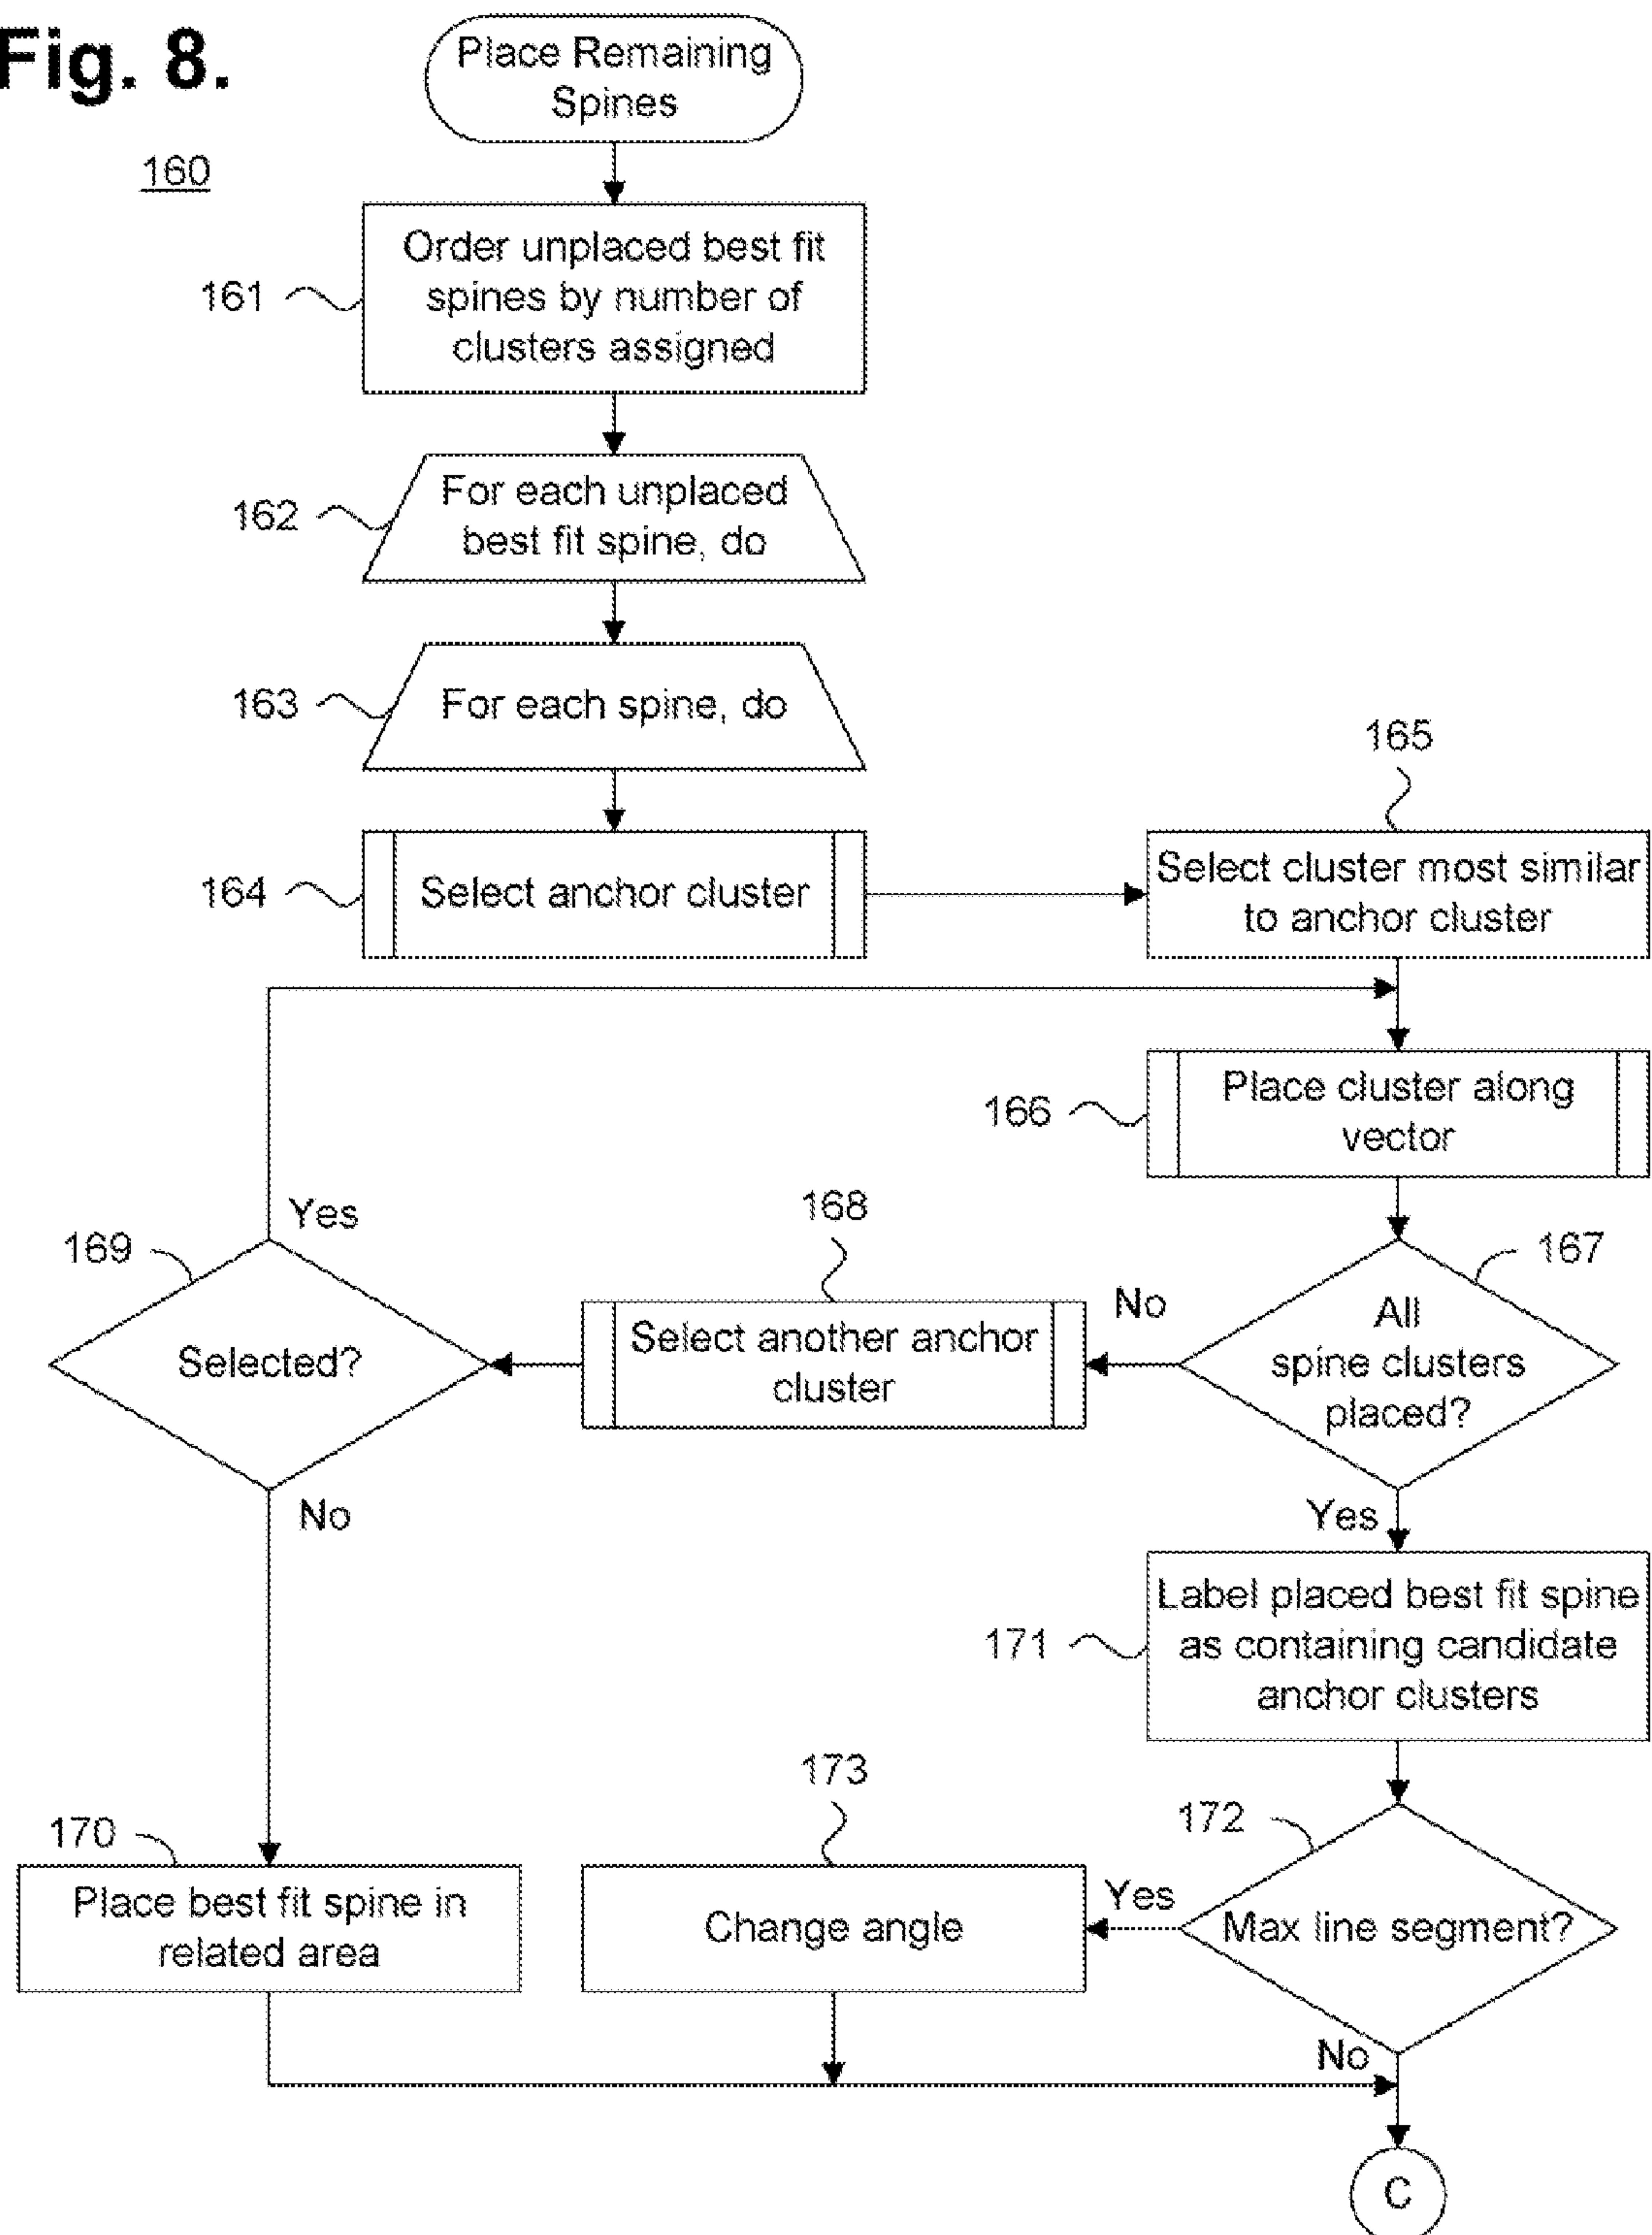 Fig. 8.
160
Place Remaining
Spines
161
Order unplaced best fit
spines by number of
clusters assigned
162
For each unplaced
best fit spine, do
163
For each spine, do
164
Select anchor cluster
165
Select cluster most similar
to anchor cluster
166
Place cluster along
vector
167
All
spine clusters
placed?
No
Yes
168
Select another anchor
cluster
169
Selected?
Yes
No
170
Place best fit spine in
related area
171
Label placed best fit spine
as containing candidate
anchor clusters
172
Max line segment?
Yes
No
173
Change angle
C